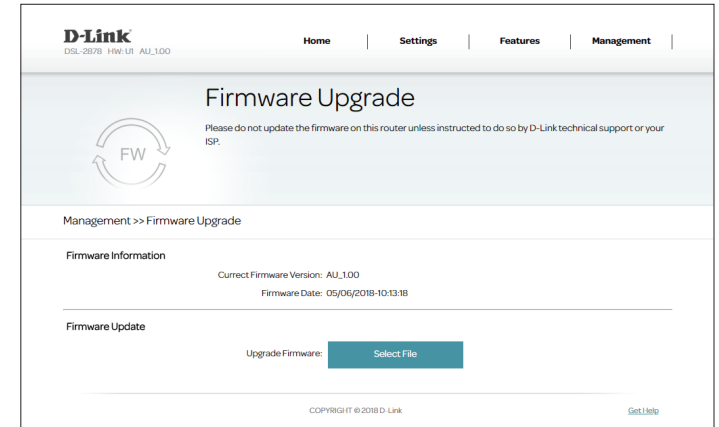 D-Link
DSL-2878 HW: U1 AU_1.00
Home Settings Features Management
Firmware Upgrade
Please do not update the firmware on this router unless instructed to do so by D-Link technical support or your
ISP.
FW
Management >> Firmware Upgrade
Firmware Information
Currect Firmware Version: AU_1.00
Firmware Date: 05/06/2018-10:13:18
Firmware Update
Upgrade Firmware: Select File
COPYRIGHT © 2018 D-Link
Get Help